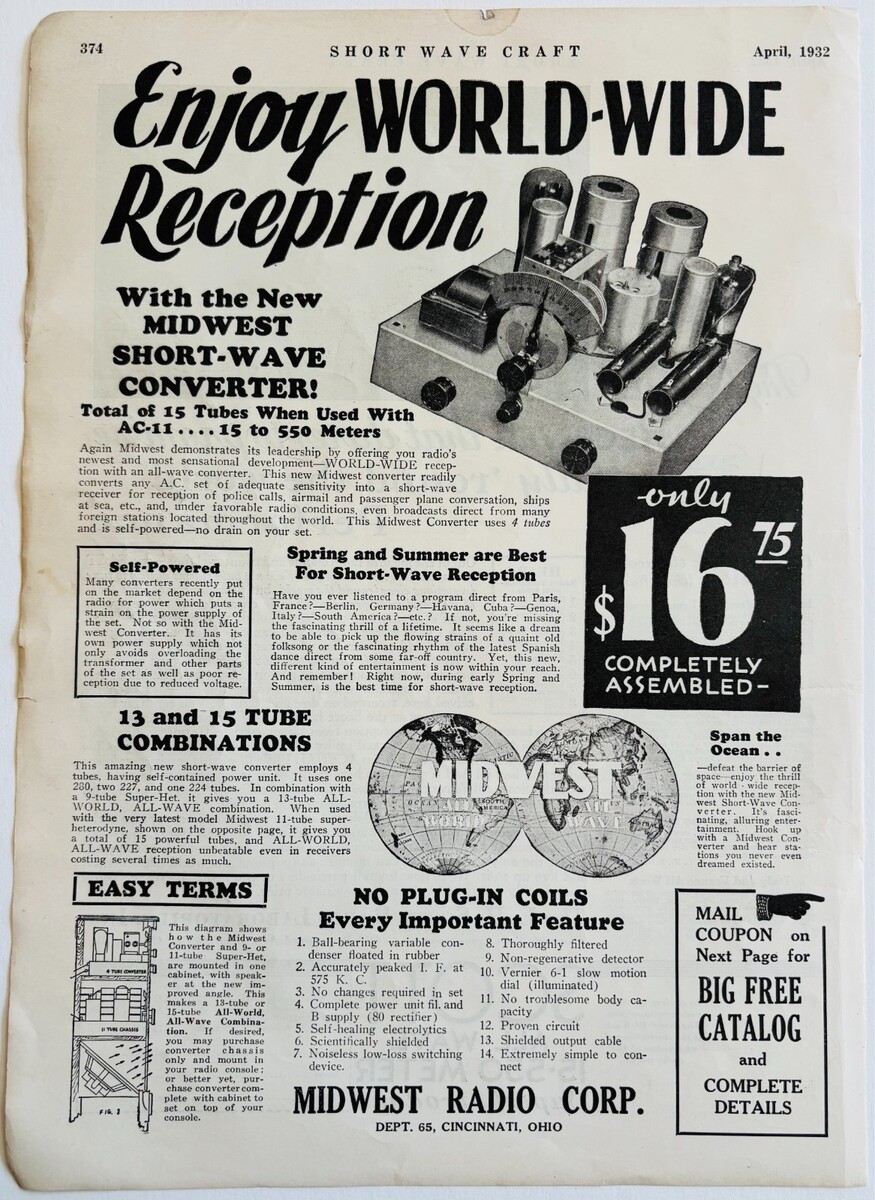 374
SHORT WAVE CRAFT
April, 1932
Enjoy WORLD-WIDE
Reception
With the New
MIDWEST
SHORT-WAVE
CONVERTER!
Total of 15 Tubes When Used With
AC-11 .... 15 to 550 Meters
Again Midwest demonstrates its leadership by offering you radio's
newest and most sensational development—WORLD-WIDE recep-
tion with an all-wave converter. This new Midwest converter readily
converts any A.C. set of adequate sensitivity into a short-wave
receiver for reception of police calls, airmail and passenger plane conversation, ships
at sea, etc., and, under favorable radio conditions, even broadcasts direct from many
foreign stations located throughout the world. This Midwest Converter uses 4 tubes
and is self-powered—no drain on your set.
only
$16 75
COMPLETELY
ASSEMBLED-
Self-Powered
Many converters recently put
on the market depend on the
radio for power which puts a
strain on the power supply of
the set. Not so with the Mid-
west Converter. It has its
own power supply which not
only avoids overloading the
transformer and other parts
of the set as well as poor re-
ception due to reduced voltage.
Spring and Summer are Best
For Short-Wave Reception
Have you ever listened to a program direct from Paris,
France?—Berlin, Germany?—Havana, Cuba?—Genoa,
Italy?—South America?—etc.? If not, you're missing
the fascinating thrill of a lifetime. It seems like a dream
to be able to pick up the flowing strains of a quaint old
folksong or the fascinating rhythm of the latest Spanish
dance direct from some far-off country. Yet, this new,
different kind of entertainment is now within your reach.
And remember! Right now, during early Spring and
Summer, is the best time for short-wave reception.
13 and 15 TUBE
COMBINATIONS
This amazing new short-wave converter employs 4
tubes, having self-contained power unit. It uses one
280, two 227, and one 224 tubes. In combination with
a 9-tube Super-Het. it gives you a 13-tube ALL-
WORLD, ALL-WAVE combination. When used
with the very latest model Midwest 11-tube super-
heterodyne, shown on the opposite page, it gives you
a total of 15 powerful tubes, and ALL-WORLD,
ALL-WAVE reception unbeatable even in receivers
costing several times as much.
MIDWEST
ALL
WORLD
ALL
WAVE
SOUTH
AMERICA
Span the
Ocean . .
—defeat the barrier of
space—enjoy the thrill
of world-wide recep-
tion with the new Mid-
west Short-Wave Con-
verter. It's fasci-
nating, alluring enter-
tainment. Hook up
with a Midwest Con-
verter and hear sta-
tions you never even
dreamed existed.
EASY TERMS
4 TUBE CONVERTER
11 TUBE CHASSIS
FIG. 3
This diagram shows
how the Midwest
Converter and 9- or
11-tube Super-Het,
are mounted in one
cabinet, with speak-
er at the new im-
proved angle. This
makes a 13-tube or
15-tube All-World,
All-Wave Combina-
tion. If desired,
you may purchase
converter chassis
only and mount in
your radio console;
or better yet, pur-
chase converter com-
plete with cabinet to
set on top of your
console.
NO PLUG-IN COILS
Every Important Feature
1. Ball-bearing variable con-
denser floated in rubber
2. Accurately peaked I. F. at
575 K. C.
3. No changes required in set
4. Complete power unit fil. and
B supply (80 rectifier)
5. Self-healing electrolytics
6. Scientifically shielded
7. Noiseless low-loss switching
device.
8. Thoroughly filtered
9. Non-regenerative detector
10. Vernier 6-1 slow motion
dial (illuminated)
11. No troublesome body ca-
pacity
12. Proven circuit
13. Shielded output cable
14. Extremely simple to con-
nect
MIDWEST RADIO CORP.
DEPT. 65, CINCINNATI, OHIO
MAIL
COUPON on
Next Page for
BIG FREE
CATALOG
and
COMPLETE
DETAILS